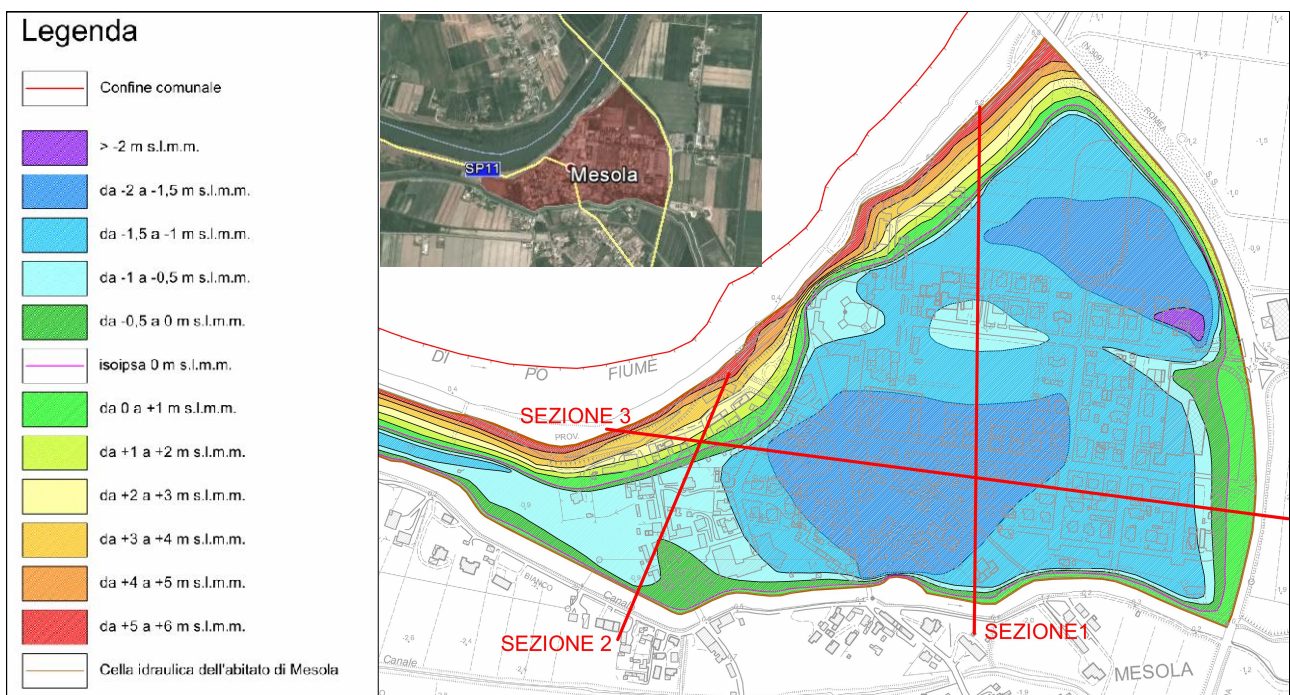 Legenda
Confine comunale
> -2 m s.l.m.m.
da -2 a -1,5 m s.l.m.m.
da -1,5 a -1 m s.l.m.m.
da -1 a -0,5 m s.l.m.m.
da -0,5 a 0 m s.l.m.m.
isoipsa 0 m s.l.m.m.
da 0 a +1 m s.l.m.m.
da +1 a +2 m s.l.m.m.
da +2 a +3 m s.l.m.m.
da +3 a +4 m s.l.m.m.
da +4 a +5 m s.l.m.m.
da +5 a +6 m s.l.m.m.
Cella idraulica dell'abitato di Mesola
SP11
Mesola
(N-309)
ROMEA
S.S.
DI
PO
FIUME
PROV.
SEZIONE 3
SEZIONE 2
SEZIONE1
BIANCO
Canale
Canale
MESOLA